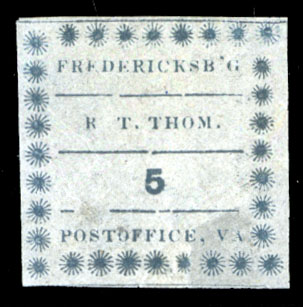 FREDERICKSB'G
R. T. THOM.
5
POSTOFFICE, VA